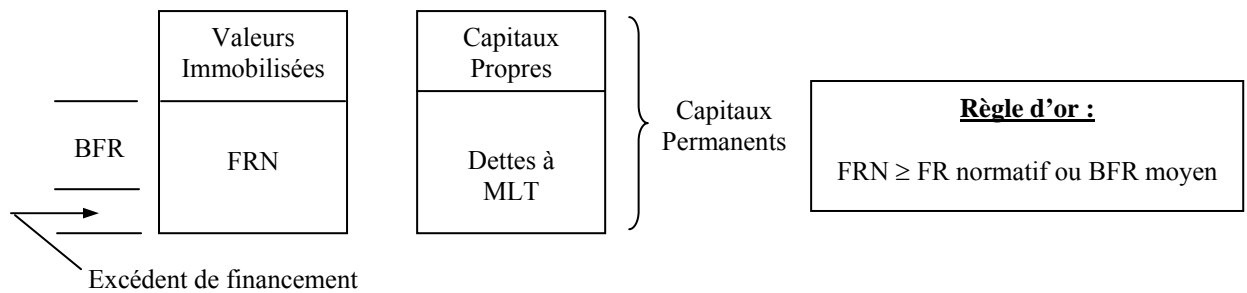 Valeurs
Immobilisées
Capitaux
Propres
BFR
FRN
Dettes à
MLT
Capitaux
Permanents
Règle d'or :
FRN ≥ FR normatif ou BFR moyen
Excédent de financement